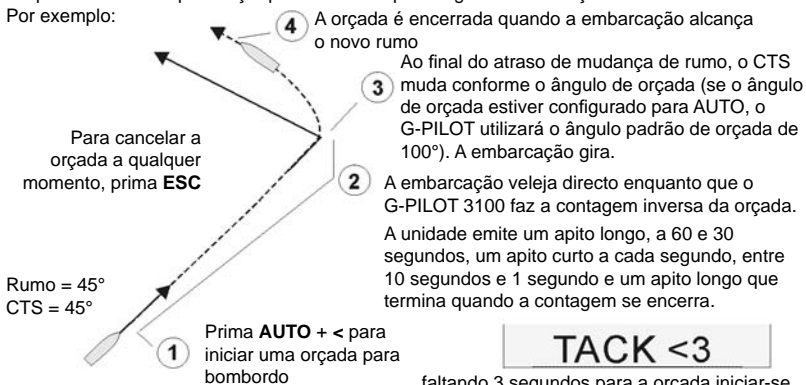 Por exemplo:
4
A orçada é encerrada quando a embarcação alcança
o novo rumo
Ao final do atraso de mudança de rumo, o CTS
3
muda conforme o ângulo de orçada (se o ângulo
de orçada estiver configurado para AUTO, o
G-PILOT utilizará o ângulo padrão de orçada de
100°). A embarcação gira.
Para cancelar a
orçada a qualquer
momento, prima ESC
2
A embarcação veleja directo enquanto que o
G-PILOT 3100 faz a contagem inversa da orçada.
A unidade emite um apito longo, a 60 e 30
segundos, um apito curto a cada segundo, entre
10 segundos e 1 segundo e um apito longo que
termina quando a contagem se encerra.
Rumo = 45°
CTS = 45°
1
Prima AUTO + < para
iniciar uma orçada para
bombordo
TACK <3
faltando 3 segundos para a orçada iniciar-se